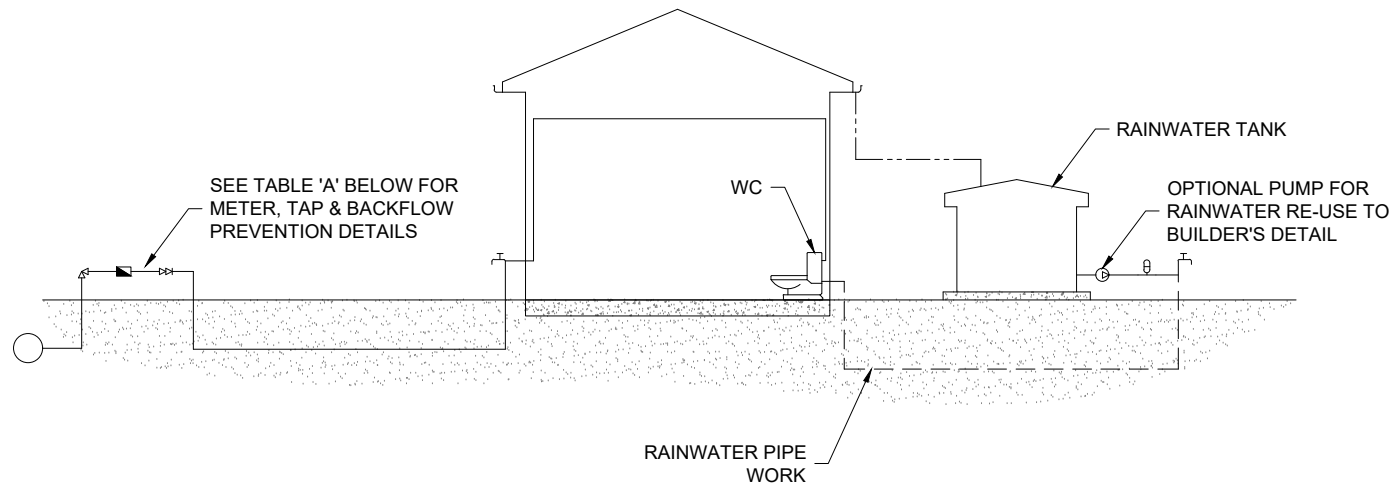 RAINWATER TANK
SEE TABLE 'A' BELOW FOR
METER, TAP & BACKFLOW
PREVENTION DETAILS
WC
OPTIONAL PUMP FOR
RAINWATER RE-USE TO
BUILDER'S DETAIL
RAINWATER PIPE
WORK